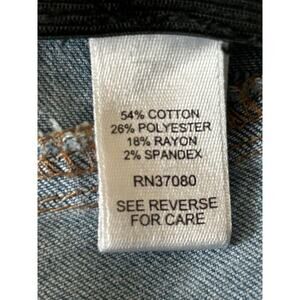 54% COTTON
26% POLYESTER
18% RAYON
2% SPANDEX
RN37080
SEE REVERSE
FOR CARE